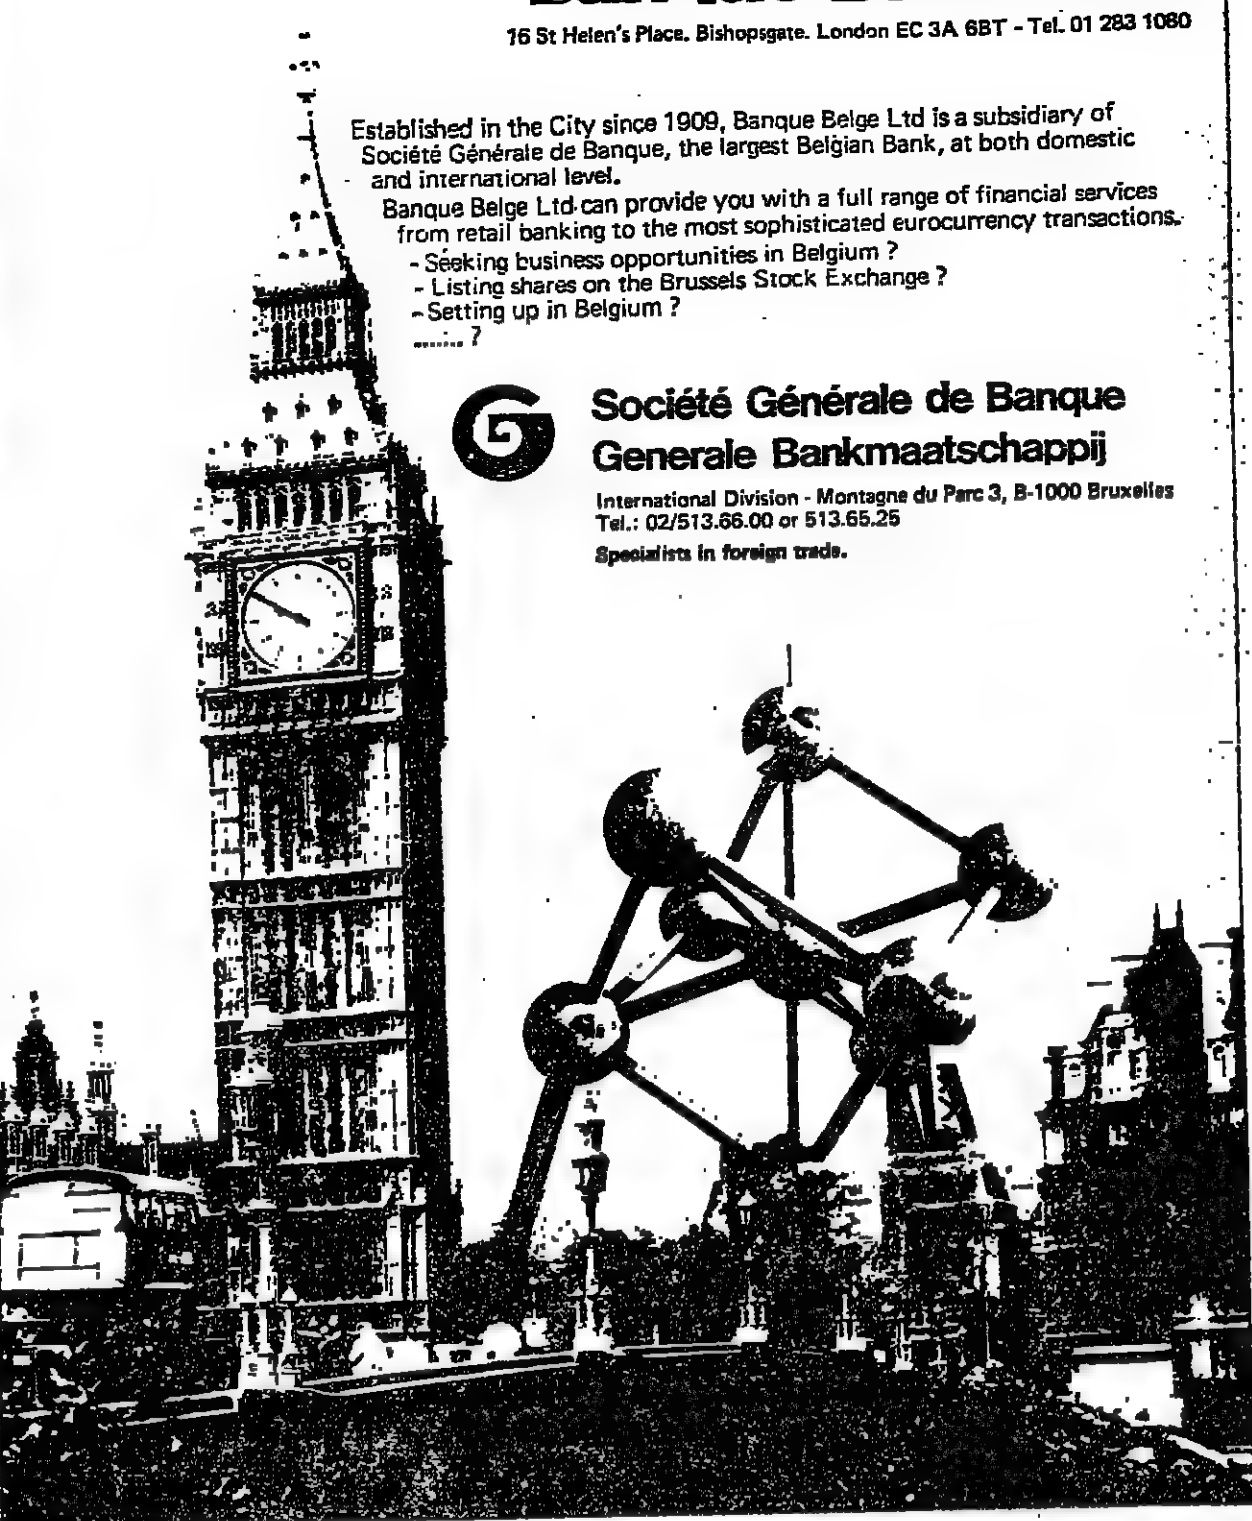 16 St Helen's Place. Bishopsgate. London EC 3A 6BT - Tel. 01 283 1080
Established in the City since 1909, Banque Belge Ltd is a subsidiary of
Société Générale de Banque, the largest Belgian Bank, at both domestic
and international level.
Banque Belge Ltd can provide you with a full range of financial services
from retail banking to the most sophisticated eurocurrency transactions.
- Seeking business opportunities in Belgium ?
- Listing shares on the Brussels Stock Exchange ?
- Setting up in Belgium ?
....... ?
Société Générale de Banque
Generale Bankmaatschappij
International Division - Montagne du Parc 3, B-1000 Bruxelles
Tel.: 02/513.66.00 or 513.65.25
Specialists in foreign trade.